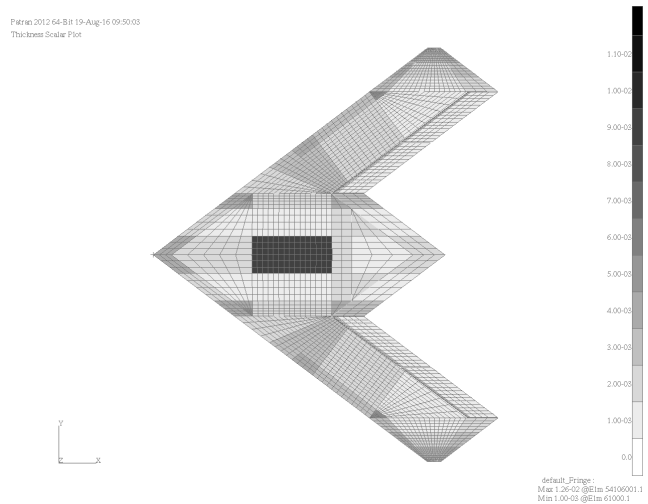 Patran 2012 64-Bit 19-Aug-16 09:50:03
Thickness Scalar Plot
1.10-02
1.00-02
9.00-03
8.00-03
7.00-03
6.00-03
5.00-03
4.00-03
3.00-03
2.00-03
1.00-03
0.0
Y
Z X
default_Fringe :
Max 1.26-02 @Elm 54106001.1
Min 1.00-03 @Elm 61000.1